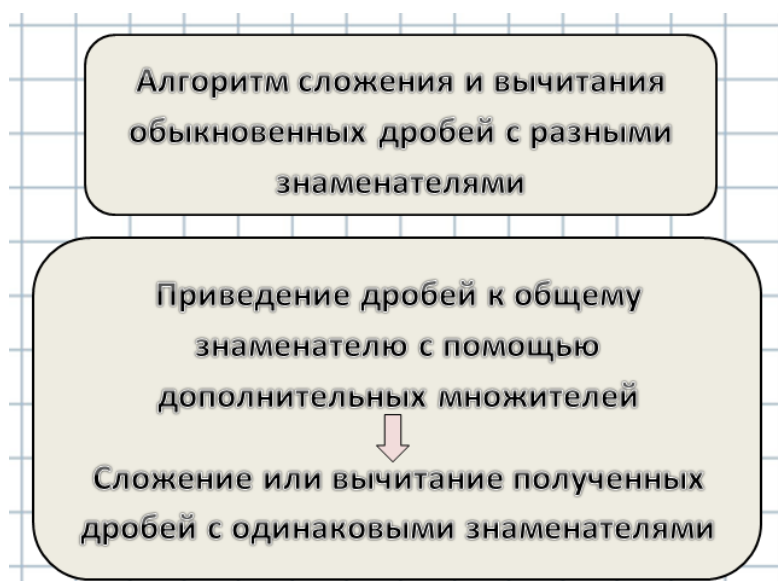 Алгоритм сложения и вычитания
обыкновенных дробей с разными
знаменателями
Приведение дробей к общему
знаменателю с помощью
дополнительных множителей
Сложение или вычитание полученных
дробей с одинаковыми знаменателями